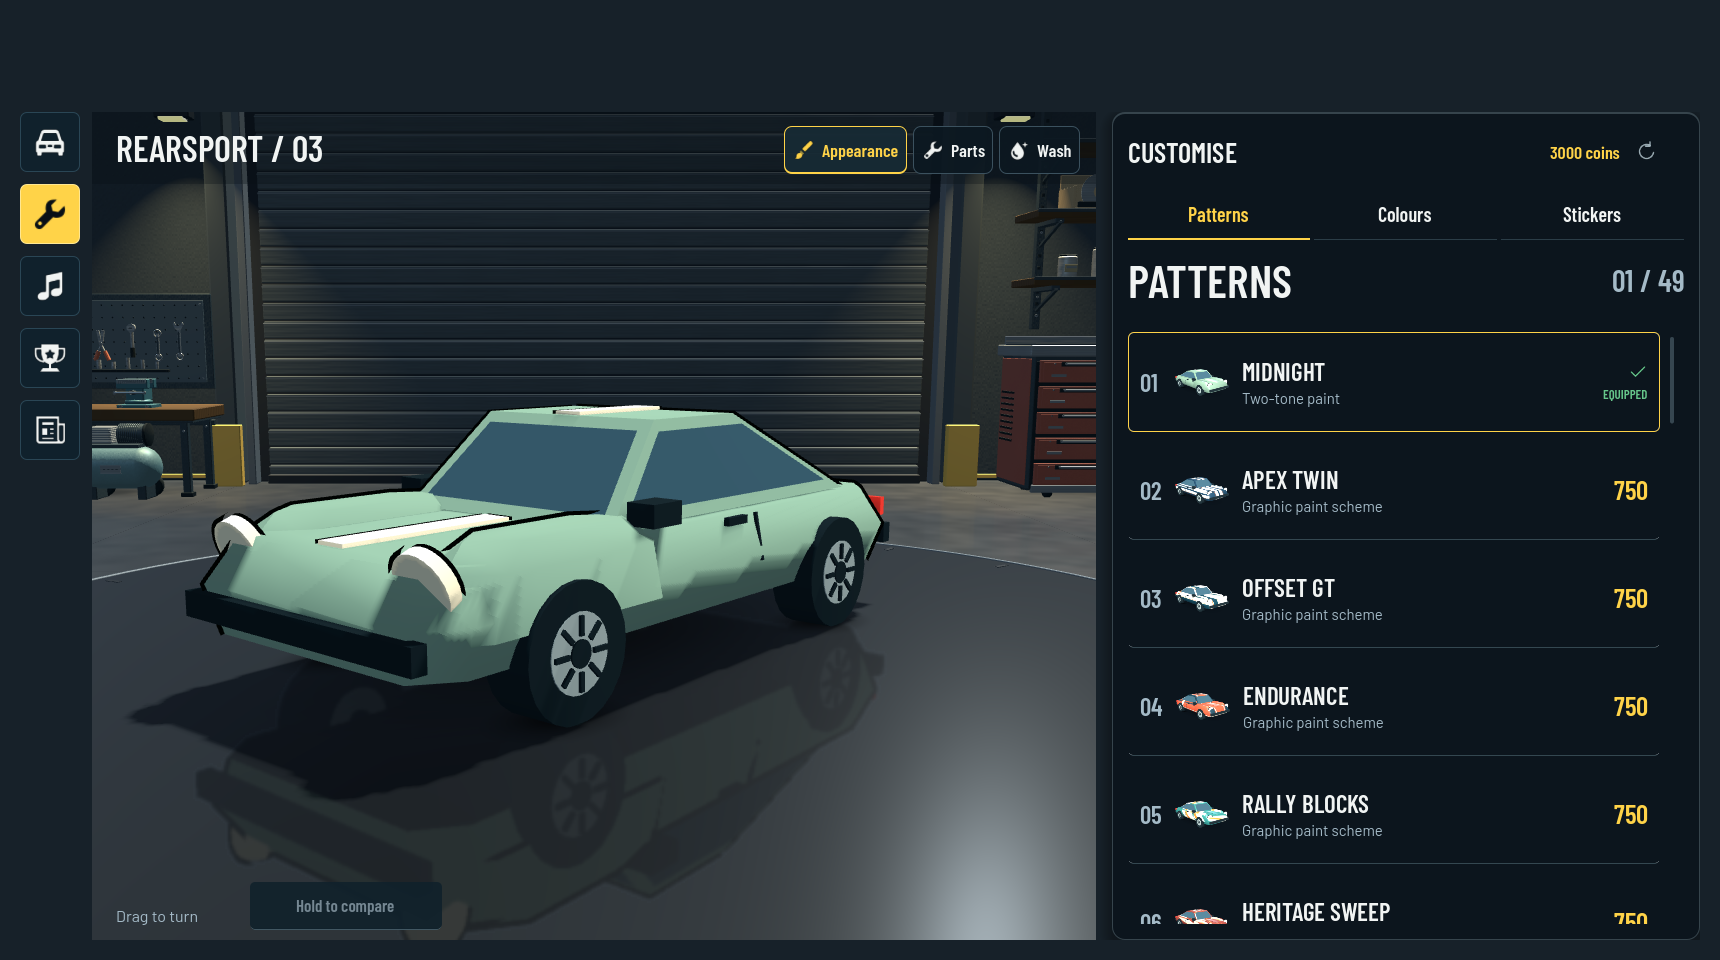 REARSPORT / 03
Appearance
Parts
Wash
CUSTOMISE
3000 coins
Patterns
Colours
Stickers
PATTERNS
01 / 49
01
MIDNIGHT
Two-tone paint
EQUIPPED
02
APEX TWIN
Graphic paint scheme
750
03
OFFSET GT
Graphic paint scheme
750
04
ENDURANCE
Graphic paint scheme
750
05
RALLY BLOCKS
Graphic paint scheme
750
06
HERITAGE SWEEP
750
Drag to turn
Hold to compare